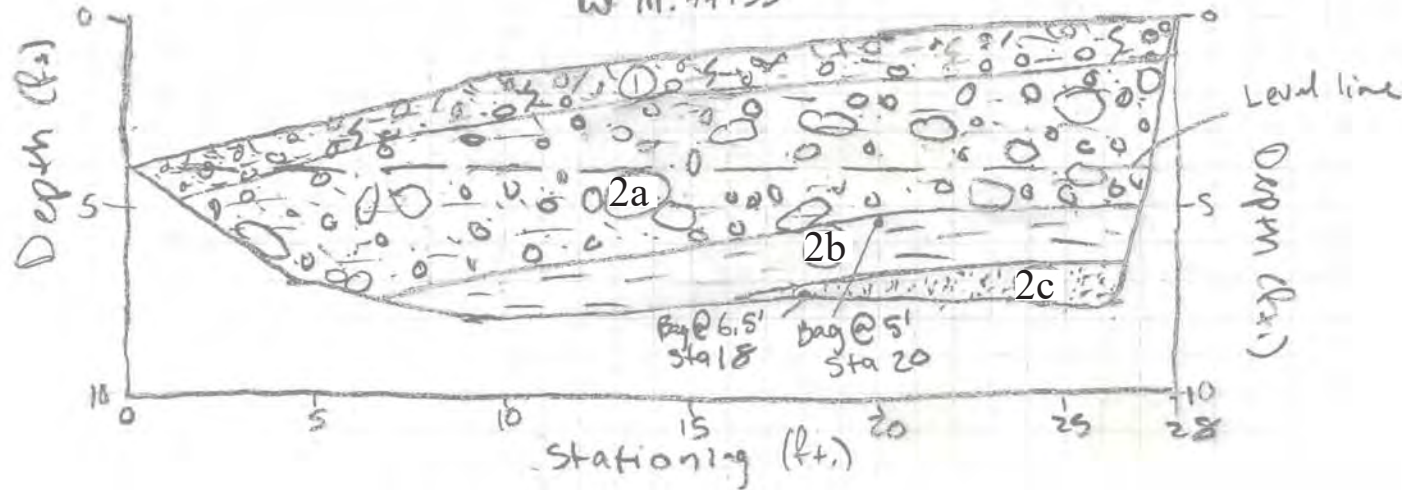 0
0
Depth (ft.)
Level line
1
2a
5
5
2b
2c
Bag @ 6.5'
Sta 18
Bag @ 5'
Sta 20
Depth (ft.)
10
10
0
5
10
15
20
25
28
Stationing (ft.)